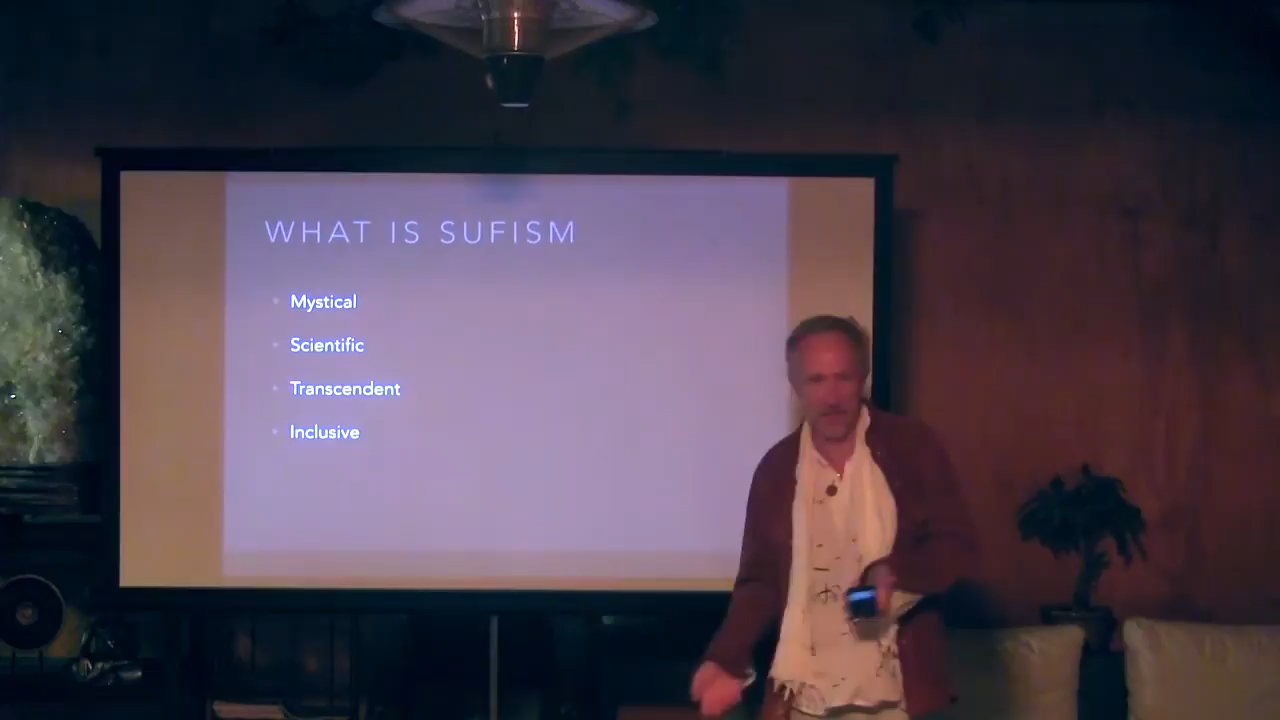 WHAT IS SUFISM
Mystical
Scientific
Transcendent
Inclusive